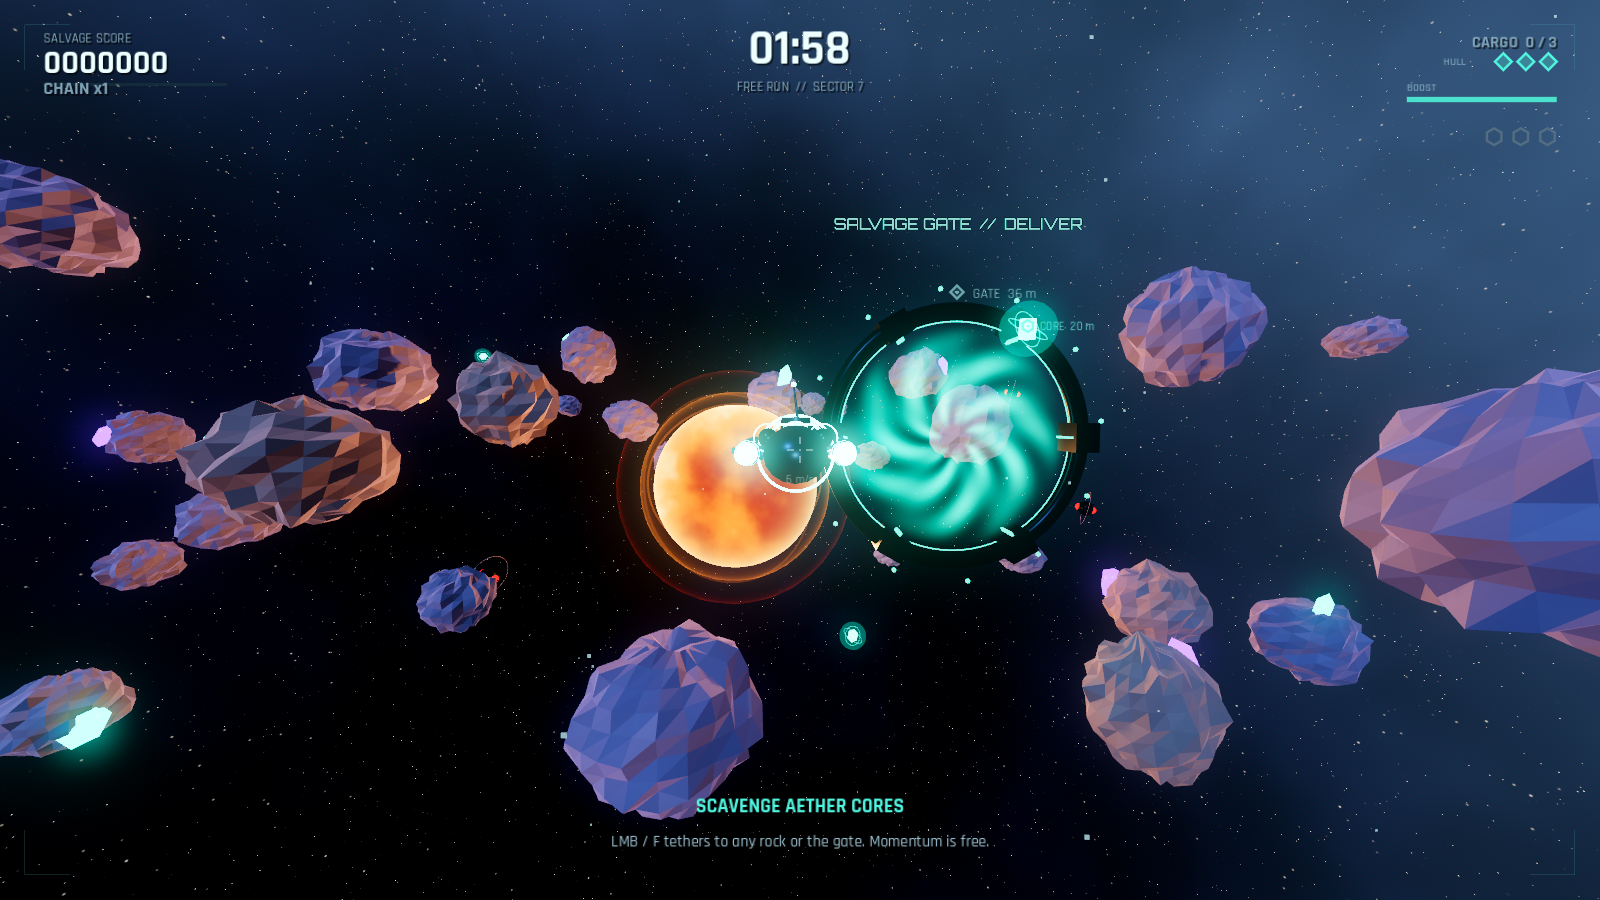 SALVAGE SCORE
0000000
CHAIN x1
01:58
FREE RUN // SECTOR 7
CARGO 0 / 3
HULL
BOOST
SALVAGE GATE // DELIVER
GATE 36 m
CORE 20 m
SCAVENGE AETHER CORES
LMB / F tethers to any rock or the gate. Momentum is free.